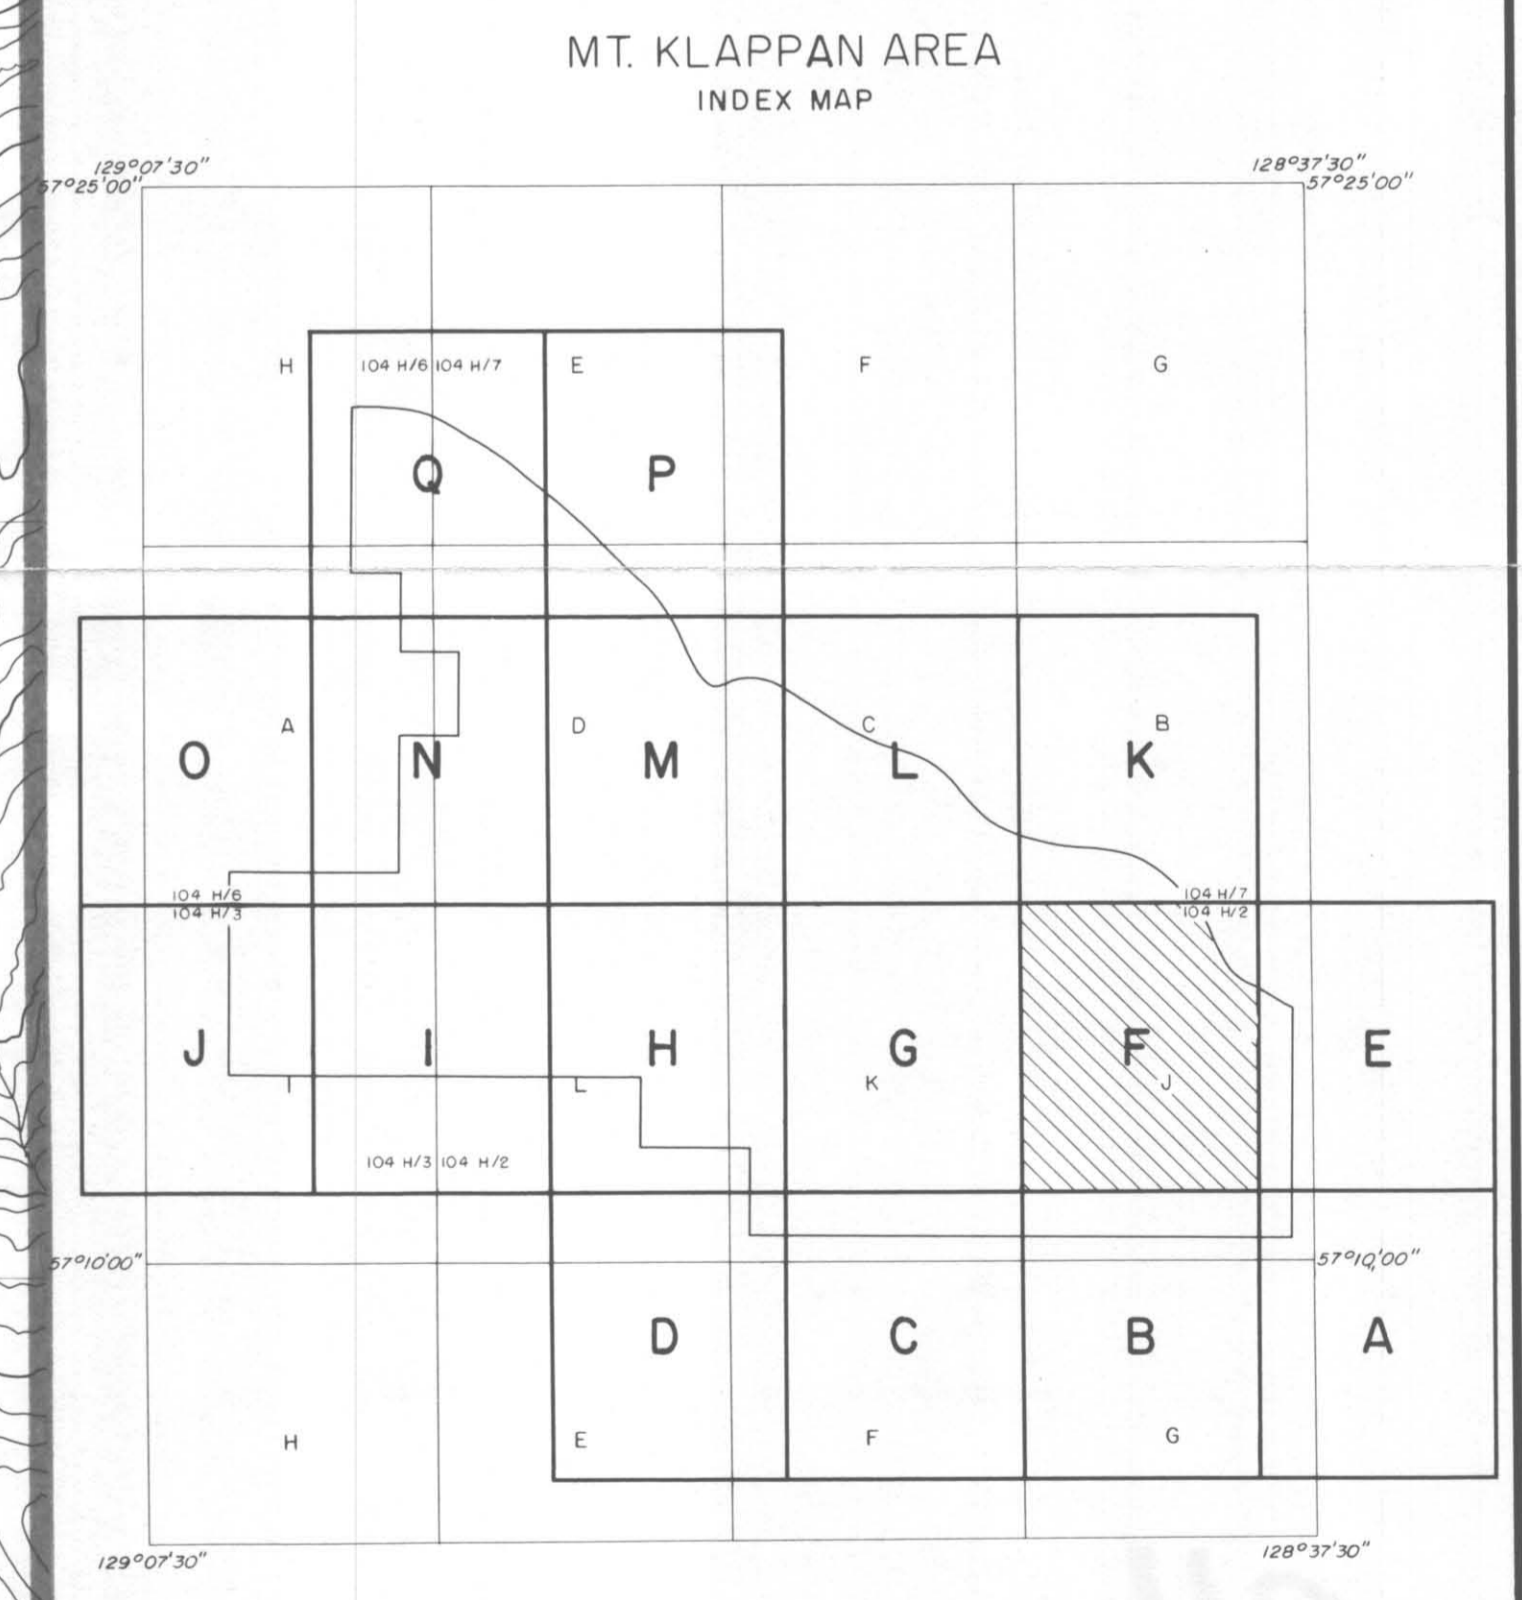 MT. KLAPPAN AREA
INDEX MAP
129°07'30" 128°37'30"
57°25'00" 57°25'00"
H 104 H/6 104 H/7 E F G
Q P
A D C B
O N M L K
104 H/6 104 H/7
104 H/3 104 H/2
J I H G F E
I L K J
104 H/3 104 H/2
57°10'00" 57°10'00"
D C B A
H E F G
129°07'30" 128°37'30"